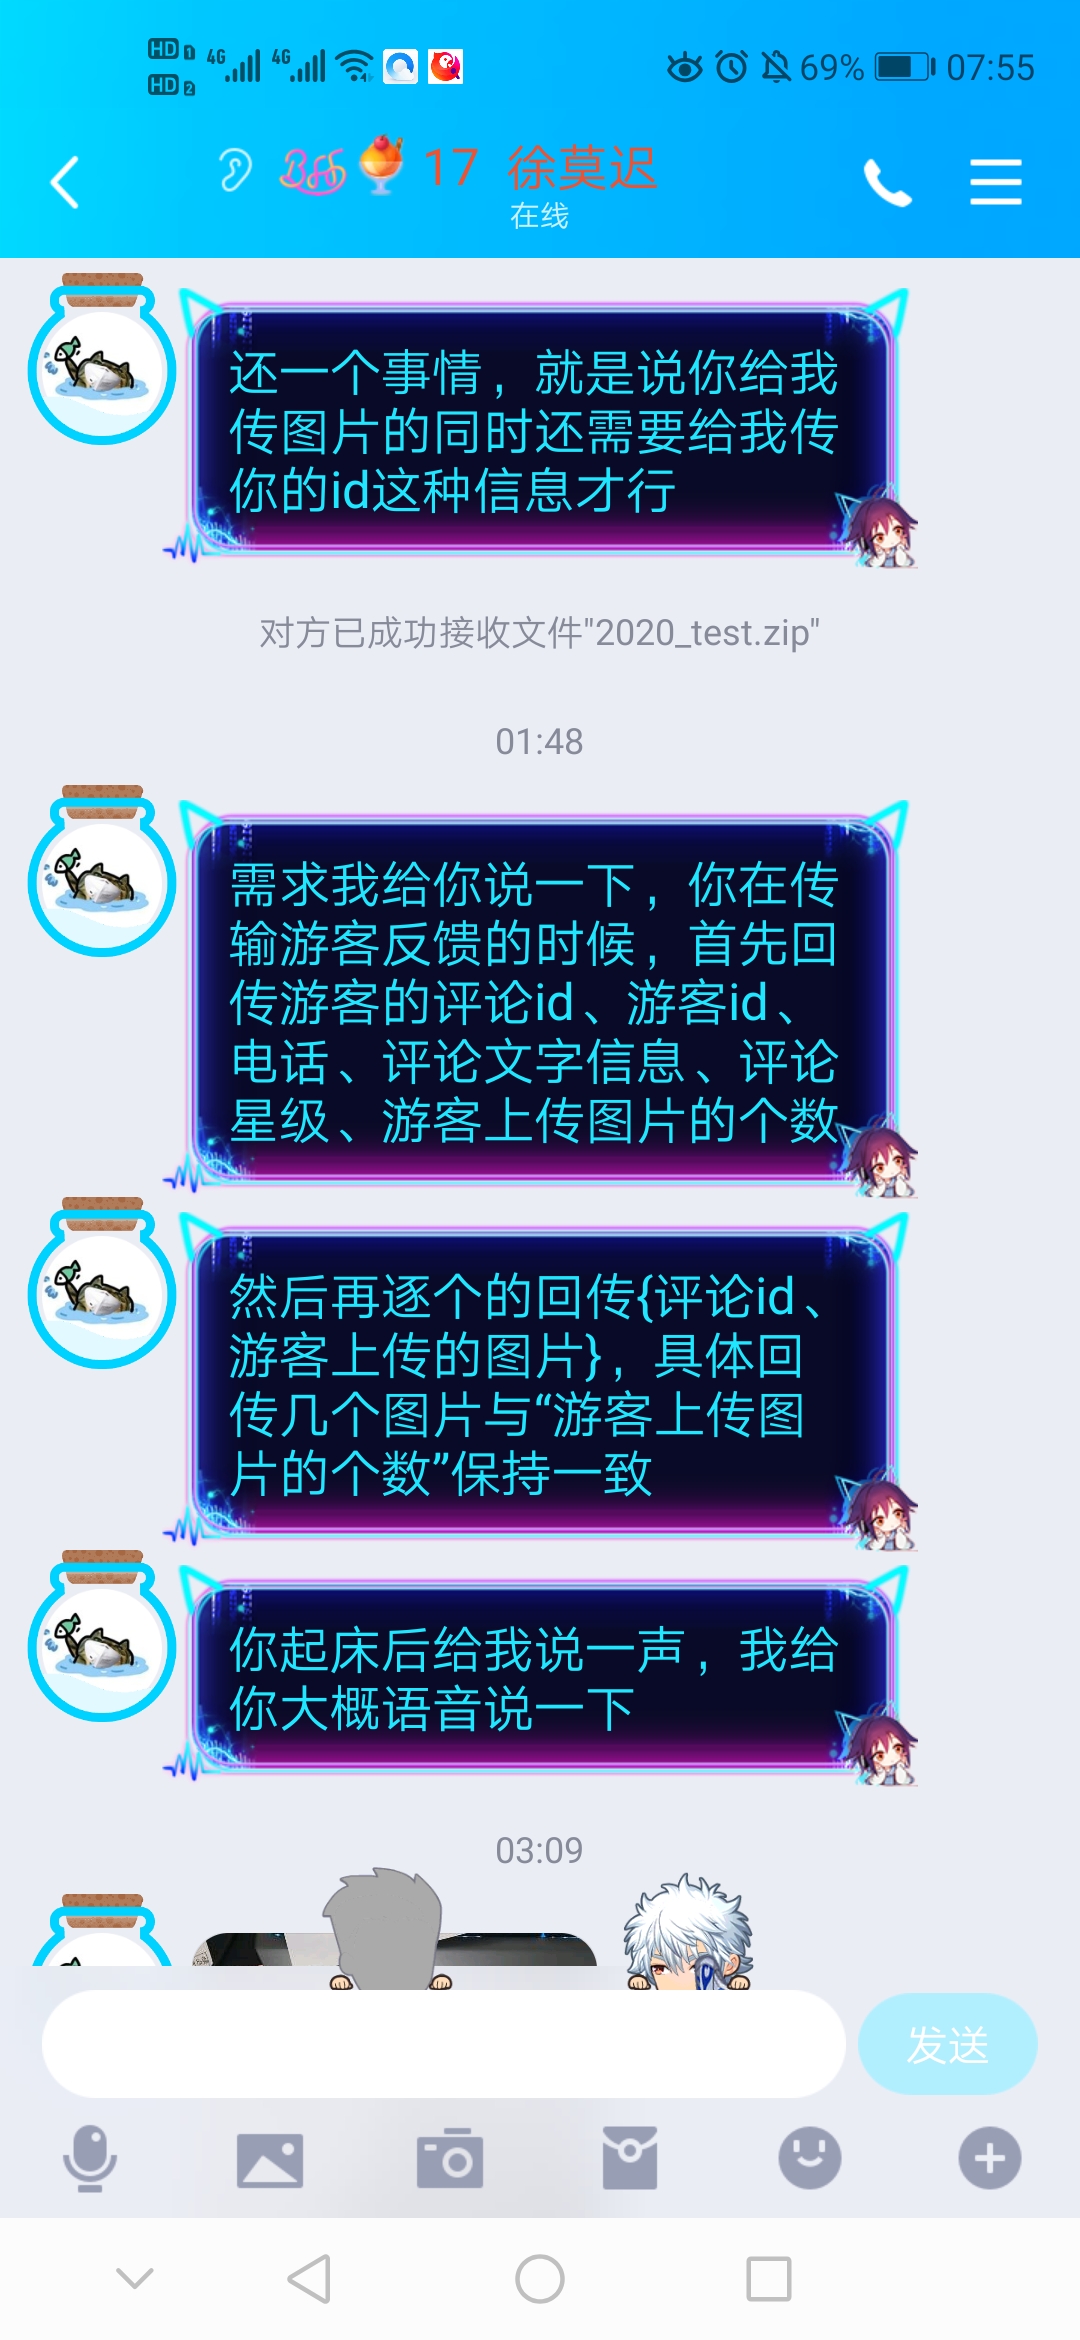 HD 1 4G 4G 69% 07:55
HD 2
BFF 17 徐莫迟
在线
还一个事情，就是说你给我
传图片的同时还需要给我传
你的id这种信息才行
对方已成功接收文件"2020_test.zip"
01:48
需求我给你说一下，你在传
输游客反馈的时候，首先回
传游客的评论id、游客id、
电话、评论文字信息、评论
星级、游客上传图片的个数
然后再逐个的回传{评论id、
游客上传的图片}，具体回
传几个图片与“游客上传图
片的个数”保持一致
你起床后给我说一声，我给
你大概语音说一下
03:09
发送